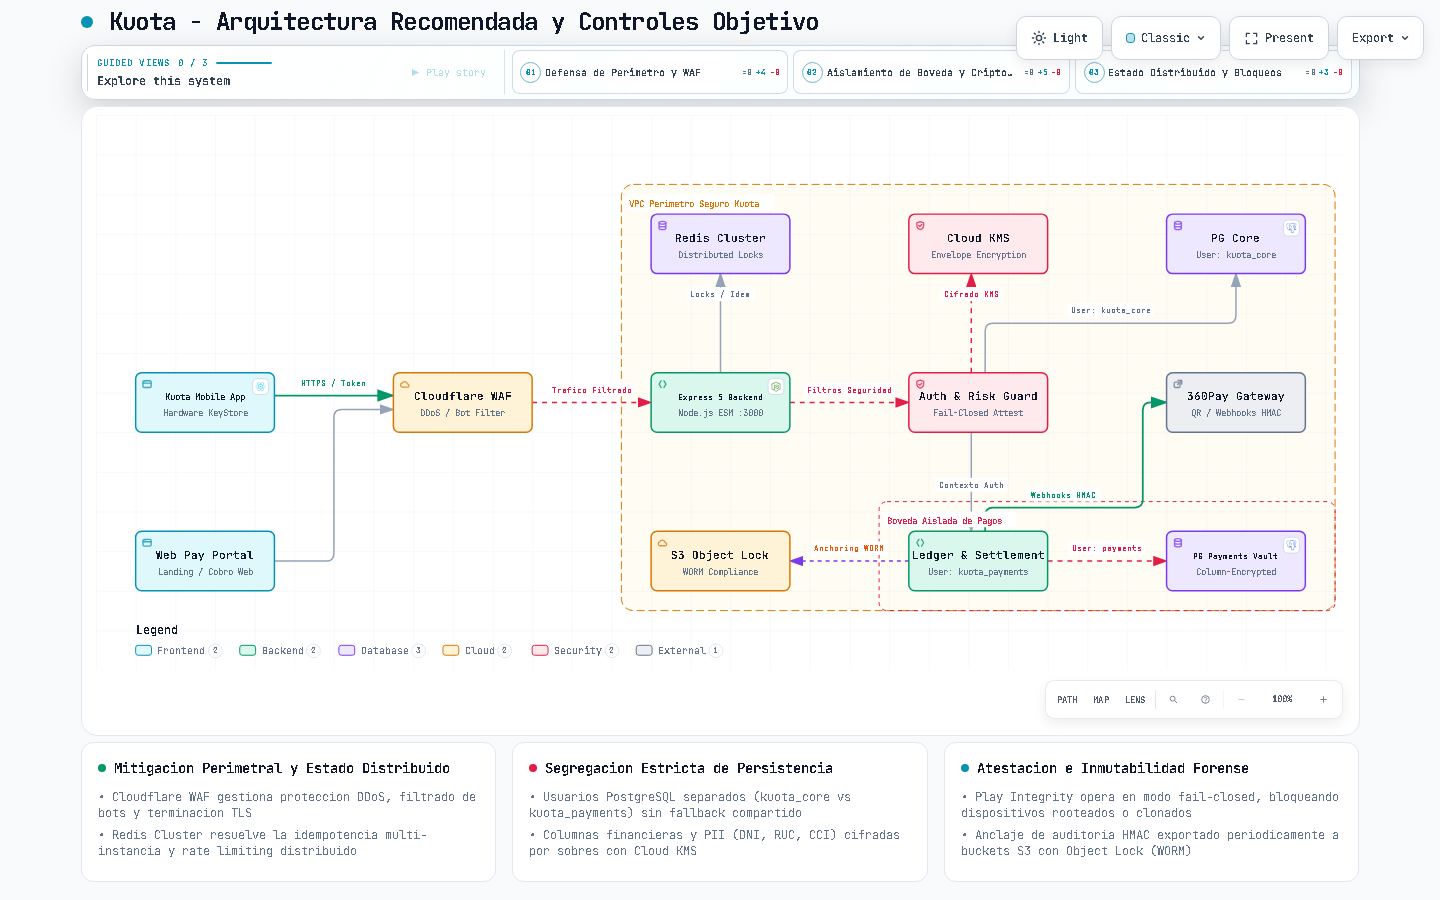 Kuota - Arquitectura Recomendada y Controles Objetivo
Light
Classic
Present
Export
GUIDED VIEWS 0 / 3
Explore this system
▶ Play story
01 Defensa de Perimetro y WAF =0 +4 -0
02 Aislamiento de Boveda y Cripto… =0 +5 -0
03 Estado Distribuido y Bloqueos =0 +3 -0
VPC Perimetro Seguro Kuota
Redis Cluster
Distributed Locks
Cloud KMS
Envelope Encryption
PG Core
User: kuota_core
Locks / Idem
Cifrado KMS
User: kuota_core
Kuota Mobile App
Hardware KeyStore
HTTPS / Token
Cloudflare WAF
DDoS / Bot Filter
Trafico Filtrado
Express 5 Backend
Node.js ESM :3000
Filtros Seguridad
Auth & Risk Guard
Fail-Closed Attest
360Pay Gateway
QR / Webhooks HMAC
Contexto Auth
Webhooks HMAC
Boveda Aislada de Pagos
Web Pay Portal
Landing / Cobro Web
S3 Object Lock
WORM Compliance
Anchoring WORM
Ledger & Settlement
User: kuota_payments
User: payments
PG Payments Vault
Column-Encrypted
Legend
Frontend 2
Backend 2
Database 3
Cloud 2
Security 2
External 1
PATH
MAP
LENS
100%
Mitigacion Perimetral y Estado Distribuido
• Cloudflare WAF gestiona proteccion DDoS, filtrado de
bots y terminacion TLS
• Redis Cluster resuelve la idempotencia multi-
instancia y rate limiting distribuido
Segregacion Estricta de Persistencia
• Usuarios PostgreSQL separados (kuota_core vs
kuota_payments) sin fallback compartido
• Columnas financieras y PII (DNI, RUC, CCI) cifradas
por sobres con Cloud KMS
Atestacion e Inmutabilidad Forense
• Play Integrity opera en modo fail-closed, bloqueando
dispositivos rooteados o clonados
• Anclaje de auditoria HMAC exportado periodicamente a
buckets S3 con Object Lock (WORM)